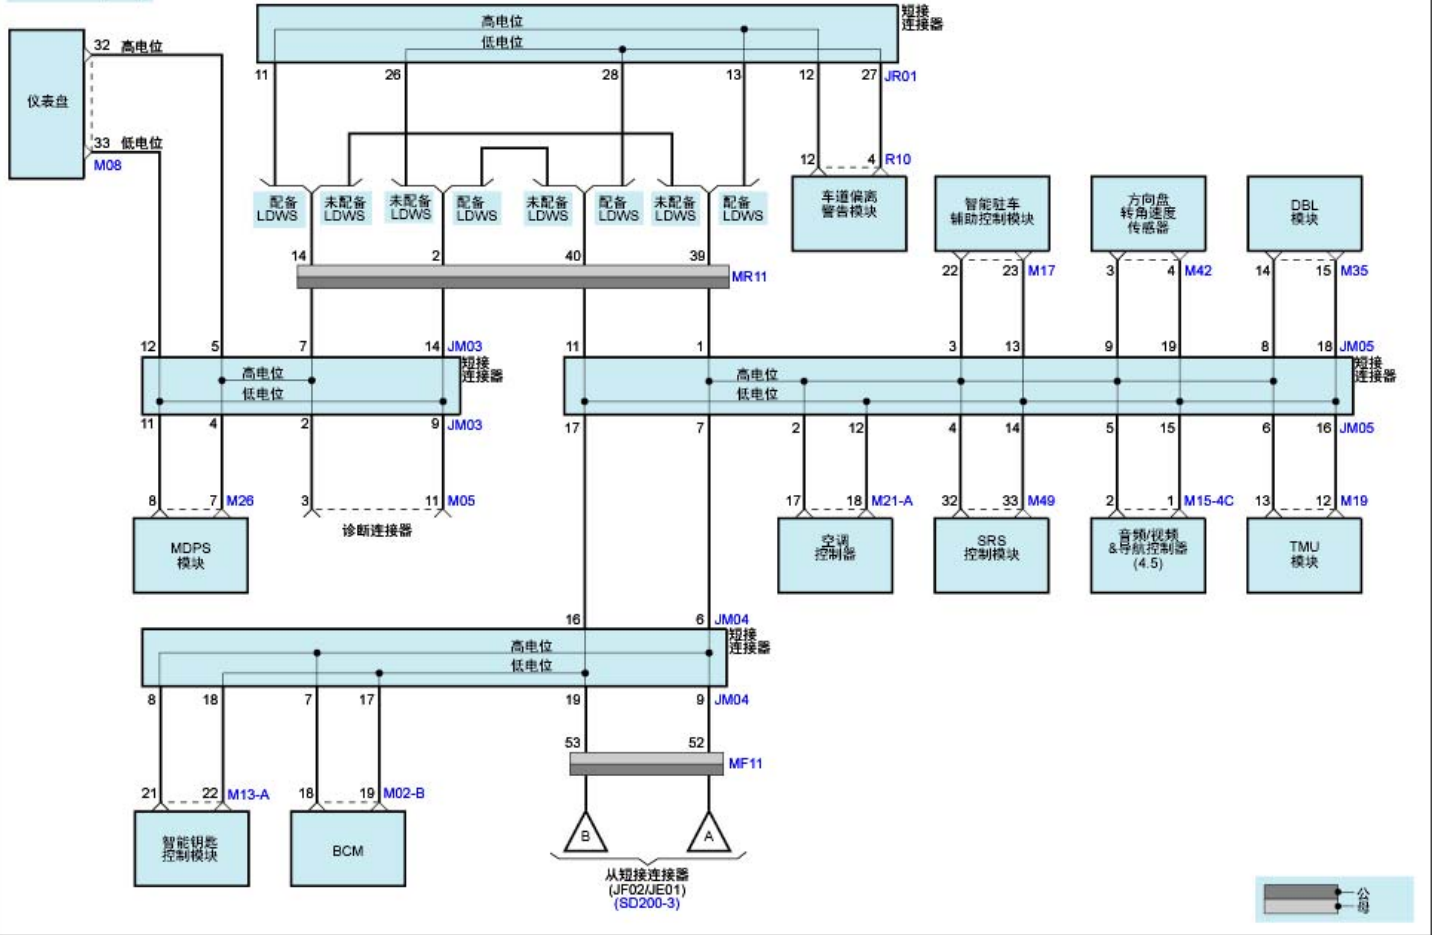 高电位
短接
连接器
低电位
32 高电位
仪表盘
33 低电位
M08
11
26
28
13
12
27
JR01
12
4
R10
车道偏离
警告模块
配备
LDWS
未配备
LDWS
未配备
LDWS
配备
LDWS
未配备
LDWS
配备
LDWS
未配备
LDWS
配备
LDWS
智能驻车
辅助控制模块
方向盘
转角速度
传感器
DBL
模块
14
2
40
39
MR11
22
23
M17
3
4
M42
14
15
M35
12
5
7
14
JM03
短接
连接器
高电位
低电位
11
1
3
13
9
19
8
18
JM05
短接
连接器
高电位
低电位
11
4
2
9
JM03
17
7
2
12
4
14
5
15
6
16
JM05
8
7
M26
3
11
M05
诊断连接器
MDPS
模块
17
18
M21-A
空调
控制器
32
33
M49
SRS
控制模块
2
1
M15-4C
音频/视频
&导航控制器
(4.5)
13
12
M19
TMU
模块
16
6
JM04
短接
连接器
高电位
低电位
8
18
7
17
19
9
JM04
53
52
MF11
21
22
M13-A
18
19
M02-B
智能钥匙
控制模块
BCM
B
A
从短接连接器
(JF02/JE01)
(SD200-3)
公
母